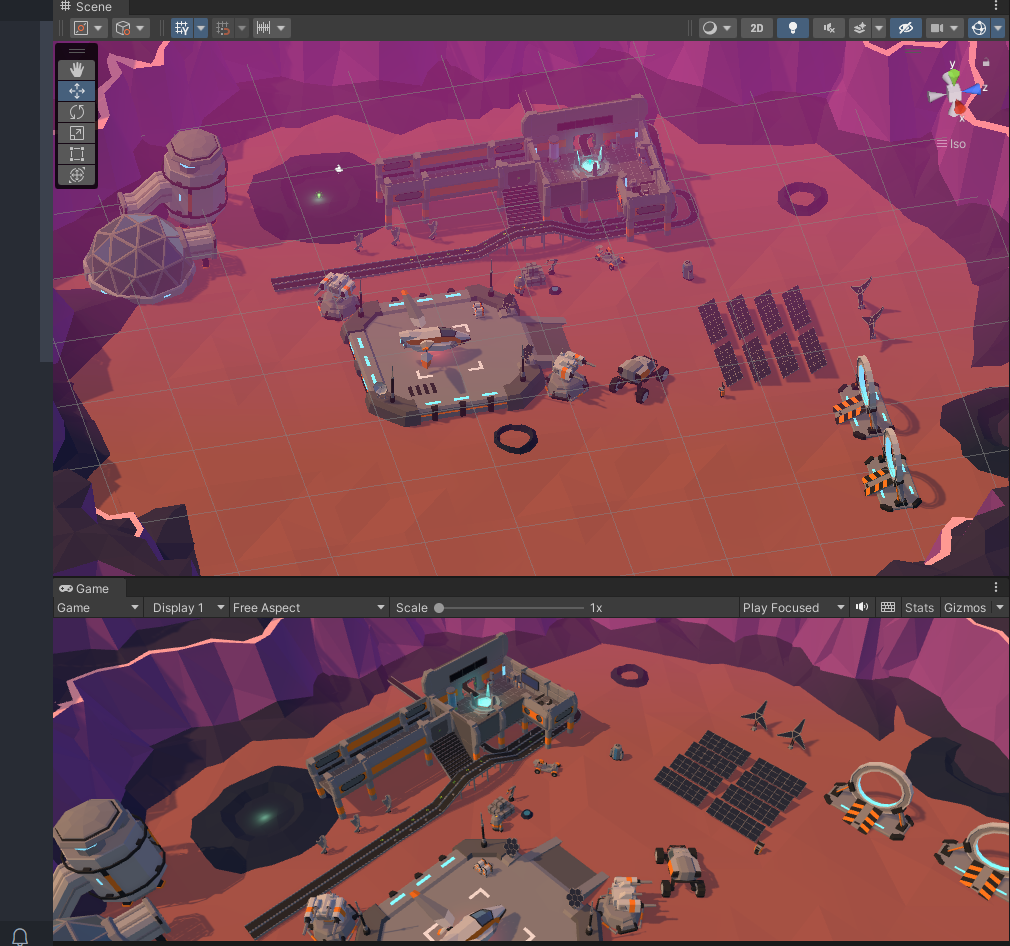 Scene
2D
y
z
x
Iso
Game
Game Display 1 Free Aspect Scale 1x Play Focused Stats Gizmos